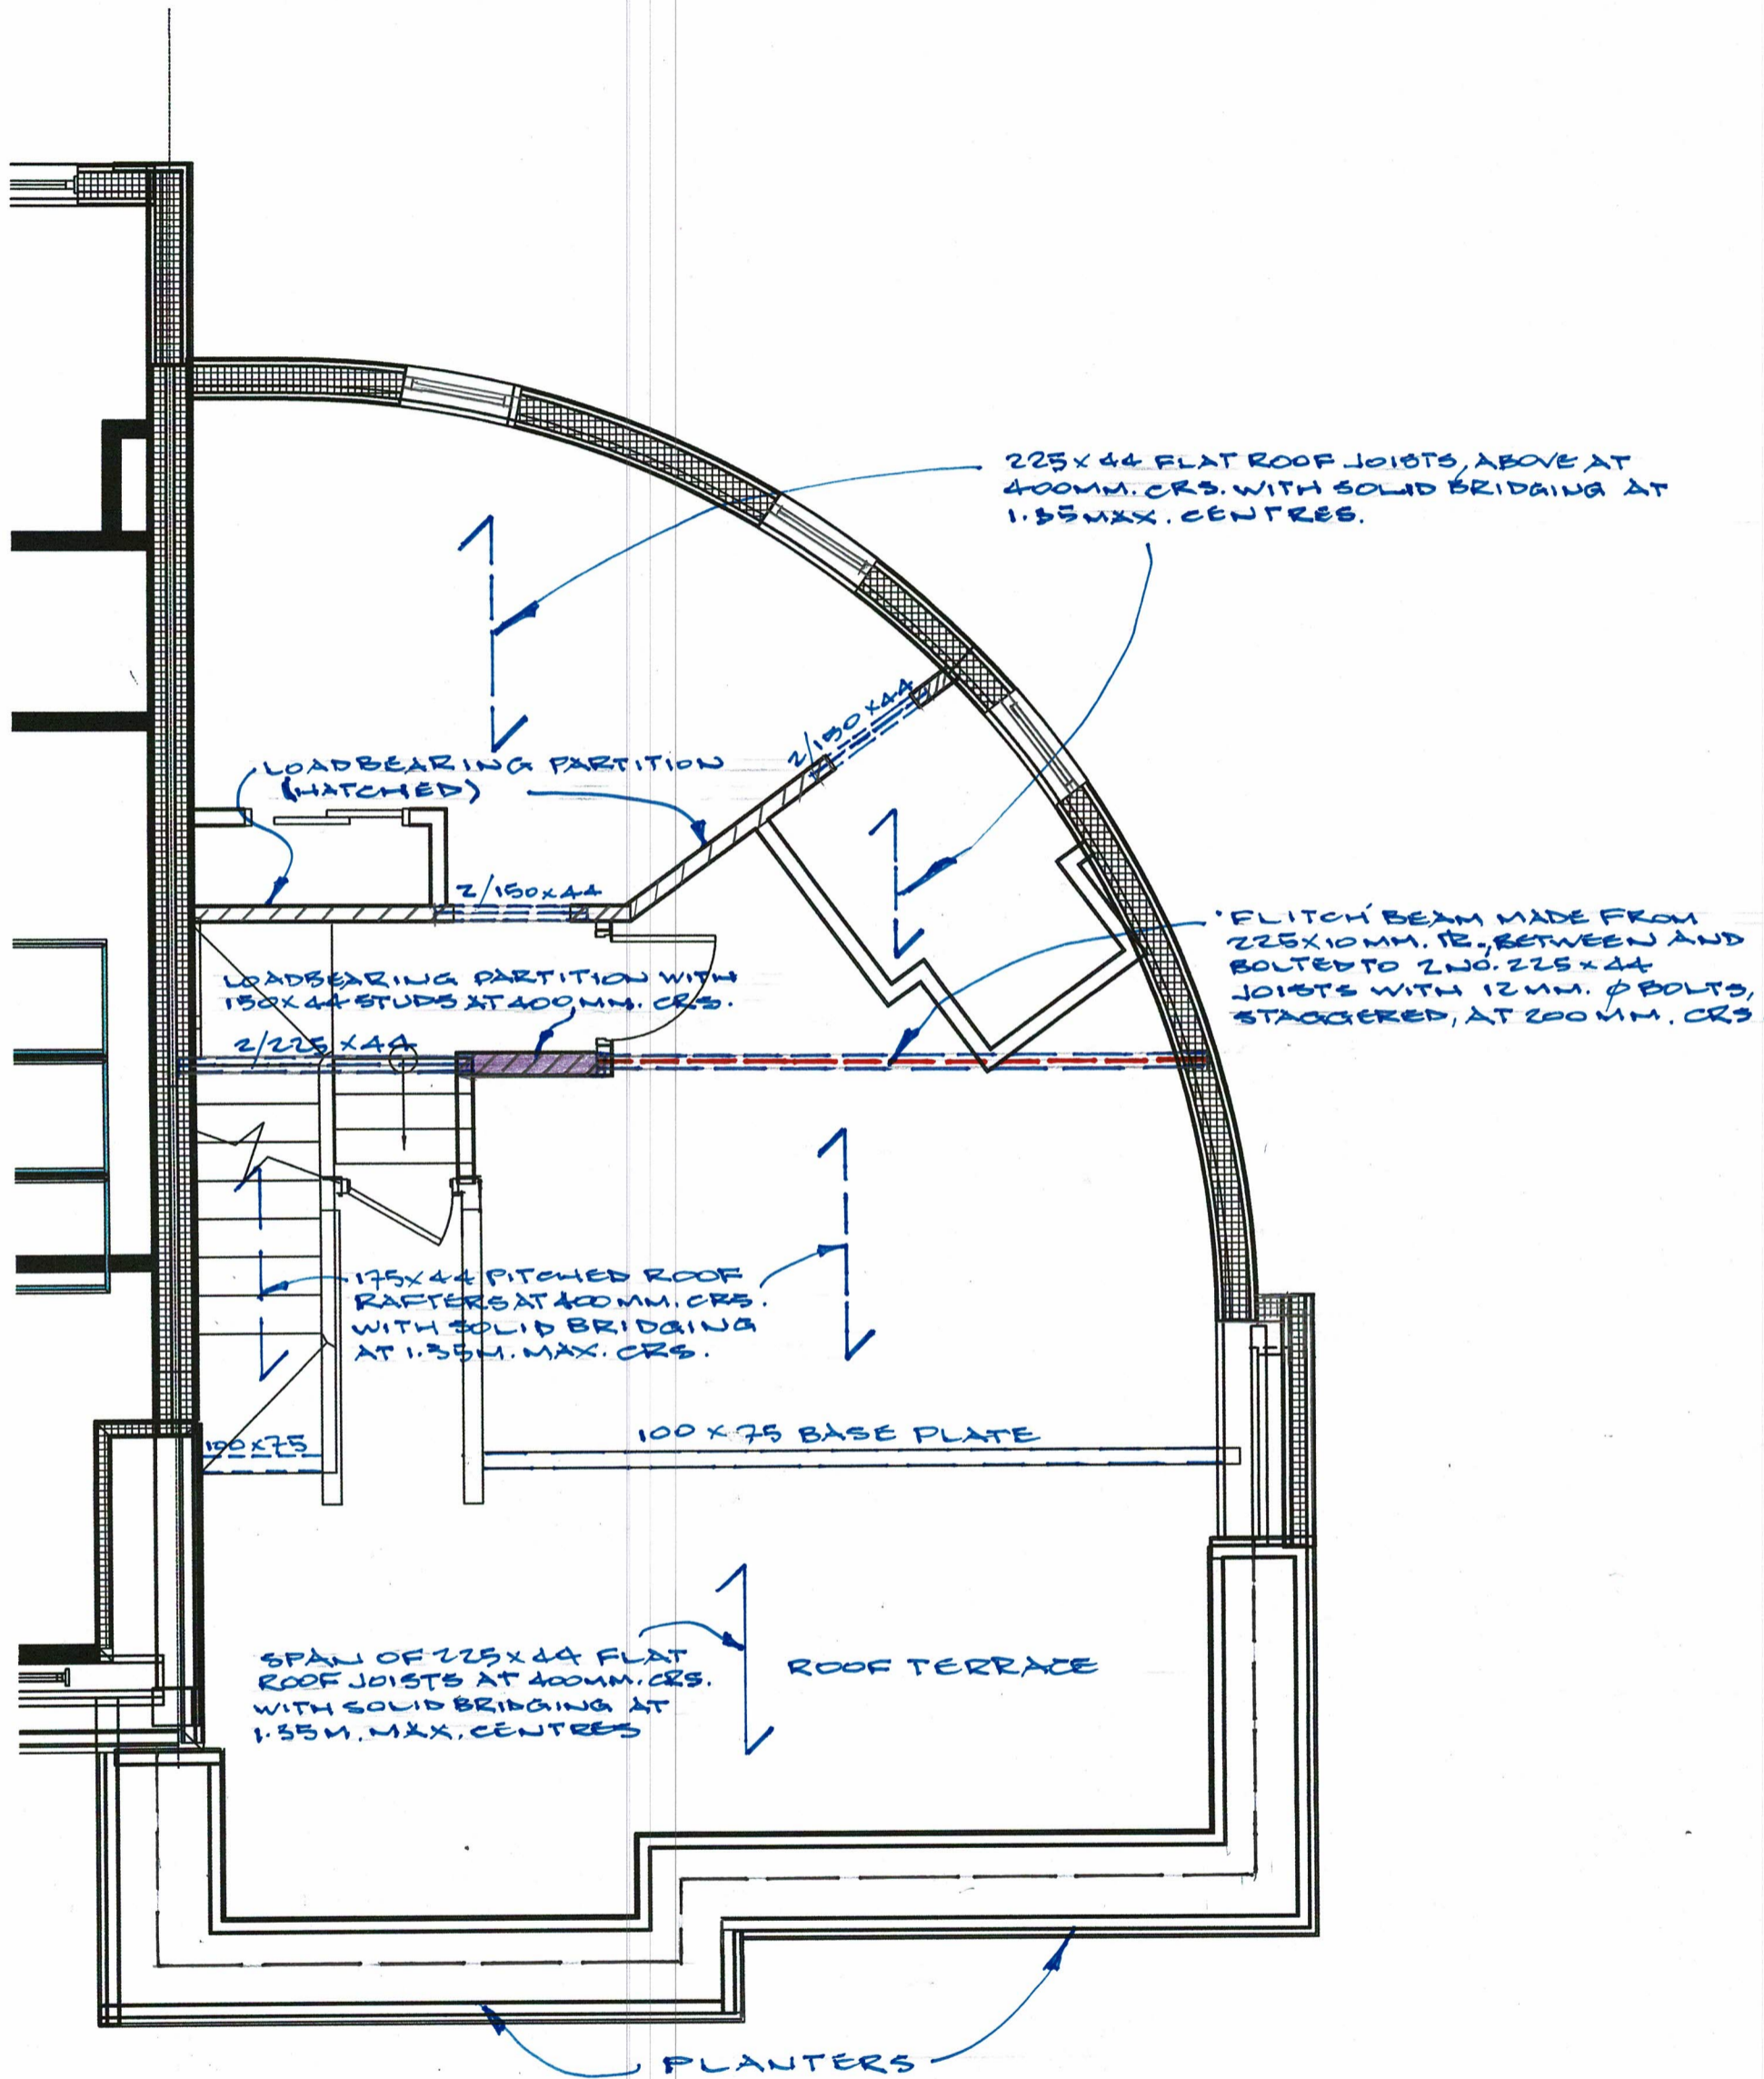 225 x 44 FLAT ROOF JOISTS, ABOVE AT
400MM. CRS. WITH SOLID BRIDGING AT
1.35 MAX. CENTRES.
2/150 x 44
LOADBEARING PARTITION
(HATCHED)
2/150 x 44
'FLITCH' BEAM MADE FROM
225 x 10 MM. PL., BETWEEN AND
BOLTED TO 2 NO. 225 x 44
JOISTS WITH 12 MM. Ø BOLTS,
STAGGERED, AT 200 MM. CRS
LOADBEARING PARTITION WITH
150 x 44 STUDS AT 400 MM. CRS.
2/225 x 44
175 x 44 PITCHED ROOF
RAFTERS AT 400 MM. CRS.
WITH SOLID BRIDGING
AT 1.35 M. MAX. CRS.
100 x 75
100 x 75 BASE PLATE
SPAN OF 225 x 44 FLAT
ROOF JOISTS AT 400MM. CRS.
WITH SOLID BRIDGING AT
1.35 M. MAX. CENTRES
ROOF TERRACE
PLANTERS